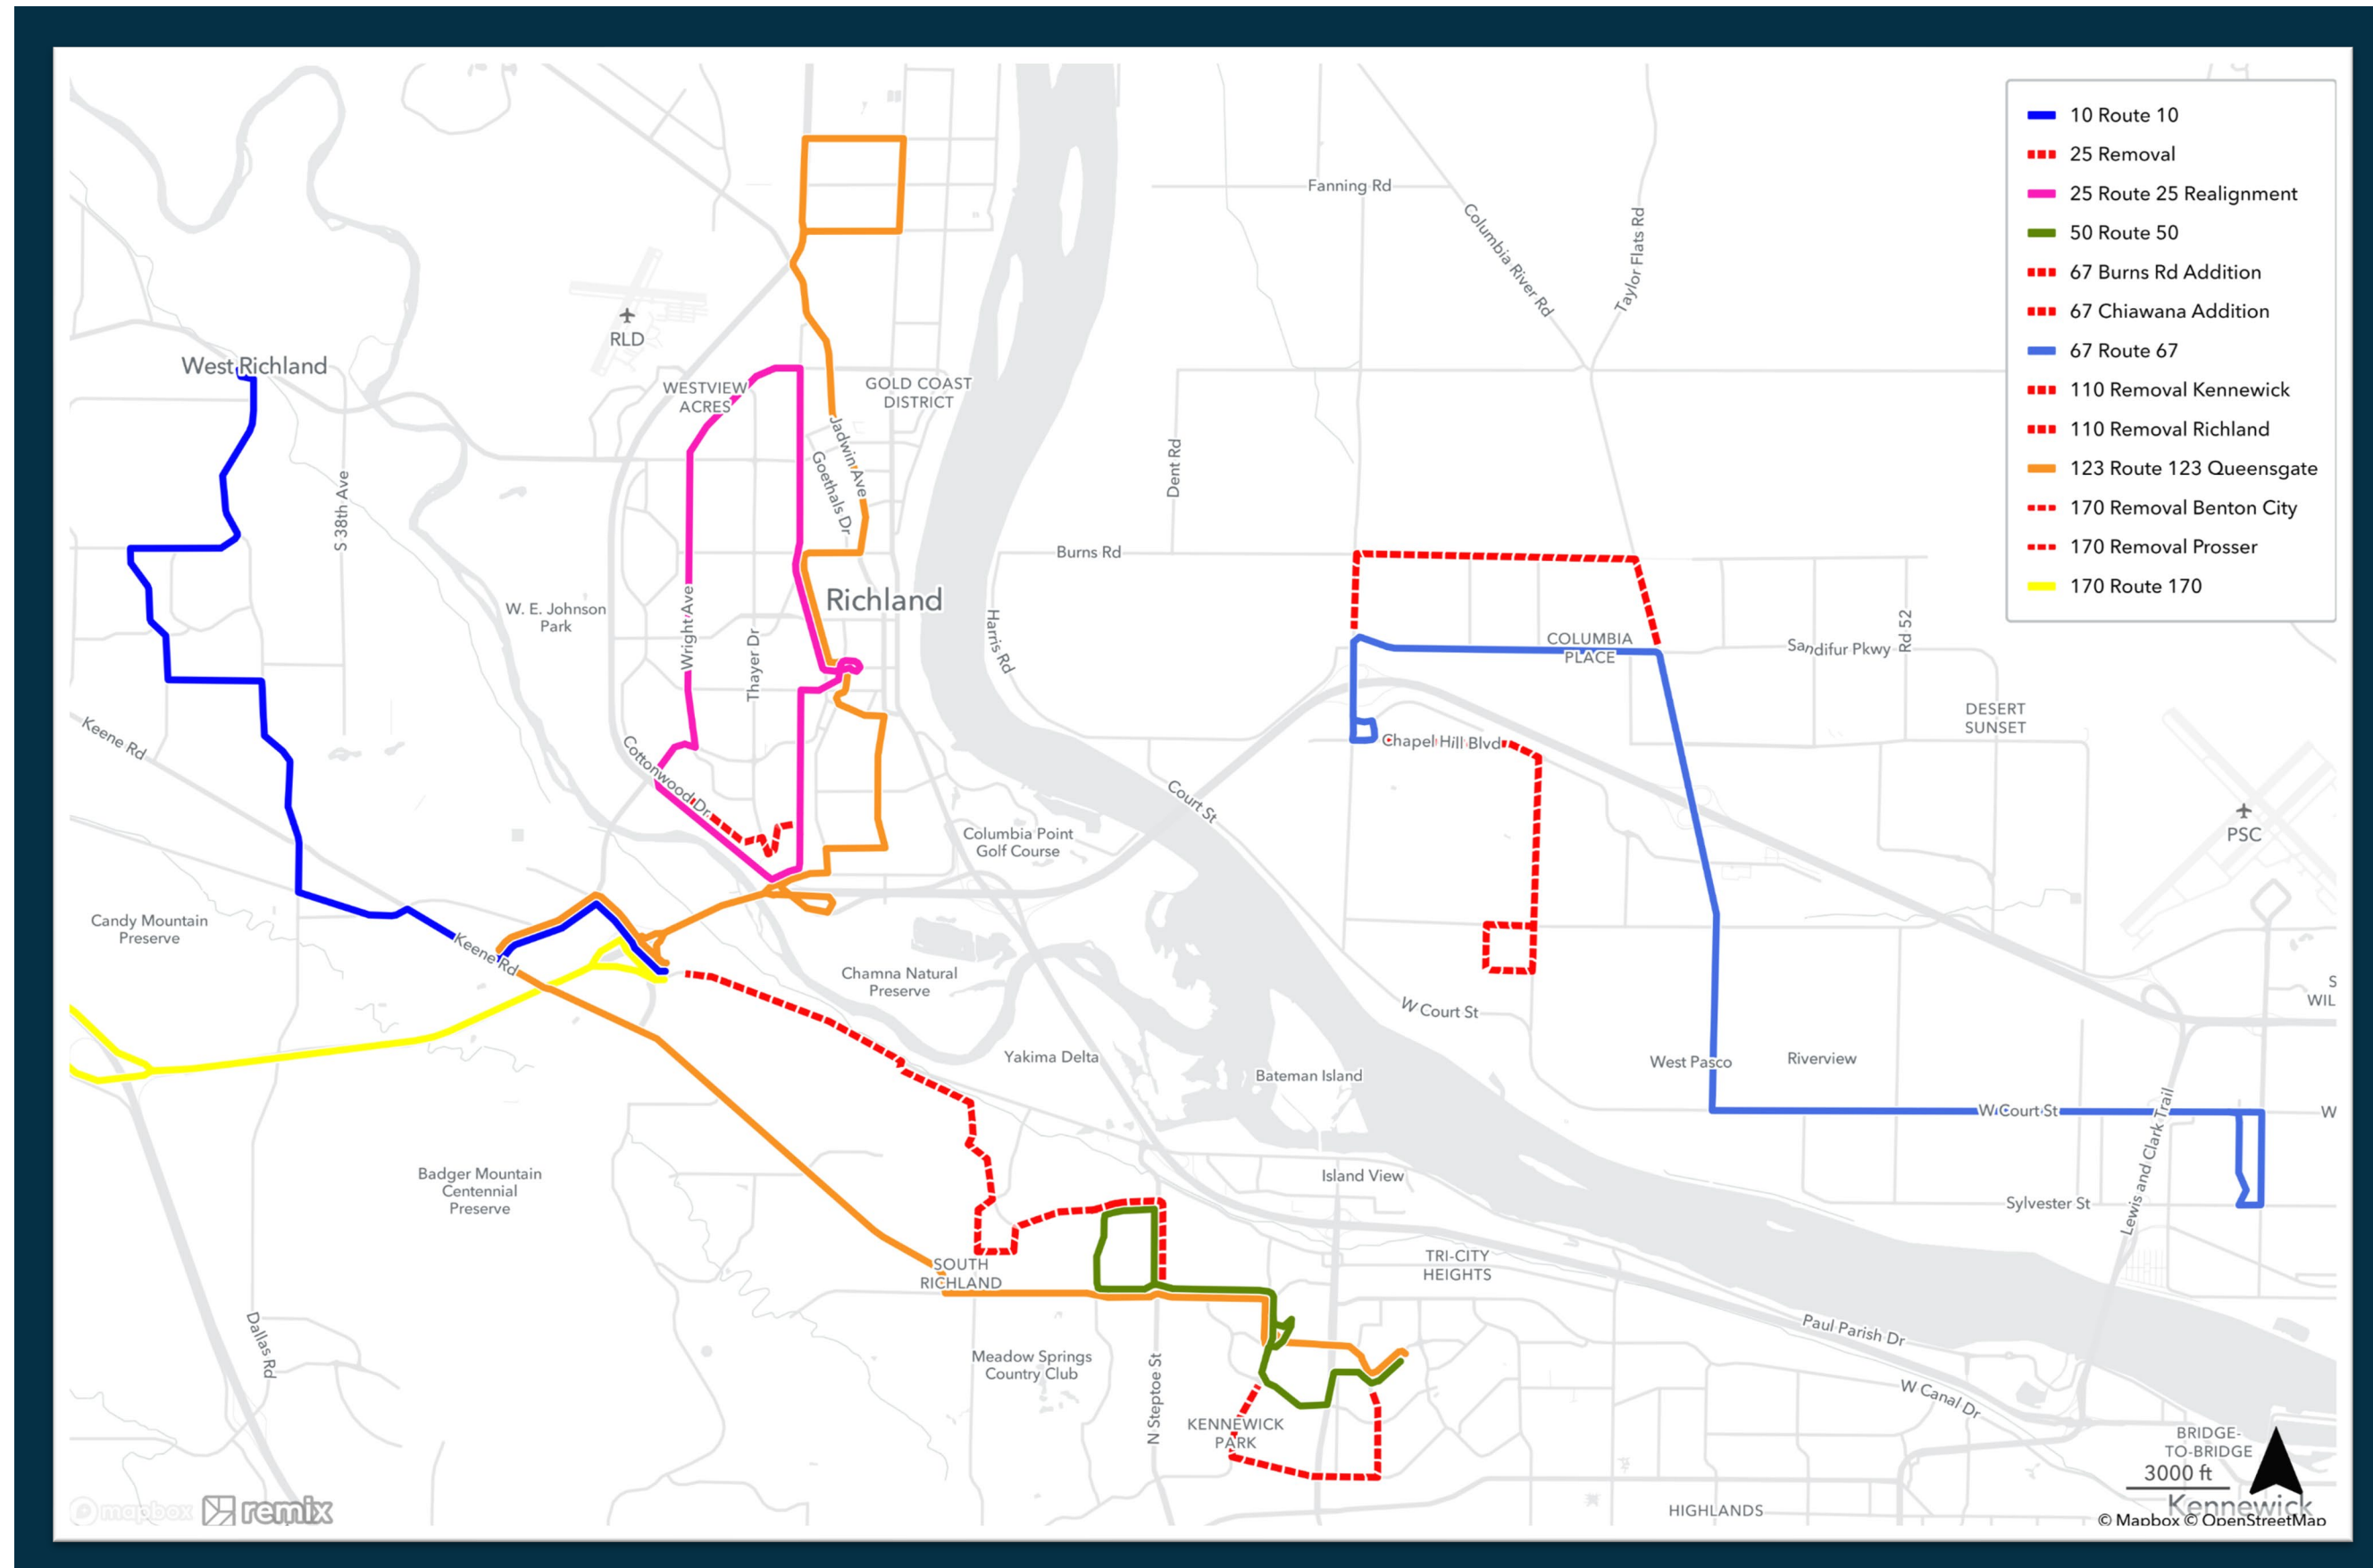 10 Route 10
25 Removal
25 Route 25 Realignment
50 Route 50
67 Burns Rd Addition
67 Chiawana Addition
67 Route 67
110 Removal Kennewick
110 Removal Richland
123 Route 123 Queensgate
170 Removal Benton City
170 Removal Prosser
170 Route 170
Fanning Rd
Columbia River Rd
Taylor Flats Rd
RLD
West Richland
WESTVIEW
ACRES
GOLD COAST
DISTRICT
Jadwin Ave
Goethals Dr
Dent Rd
S 38th Ave
Burns Rd
W. E. Johnson
Park
Wright Ave
Thayer Dr
Richland
Harris Rd
COLUMBIA
PLACE
Sandifur Pkwy
Rd 52
DESERT
SUNSET
Keene Rd
Cottonwood Dr
Chapel Hill Blvd
Court St
Columbia Point
Golf Course
PSC
Candy Mountain
Preserve
Keene Rd
Chamna Natural
Preserve
W Court St
S
WIL
Yakima Delta
Bateman Island
West Pasco
Riverview
W Court St
W
Lewis and Clark Trail
Badger Mountain
Centennial
Preserve
Island View
Sylvester St
SOUTH
RICHLAND
TRI-CITY
HEIGHTS
Dallas Rd
Meadow Springs
Country Club
N Steptoe St
Paul Parish Dr
W Canal Dr
KENNEWICK
PARK
BRIDGE-
TO-BRIDGE
3000 ft
Kennewick
HIGHLANDS
mapbox
remix
© Mapbox © OpenStreetMap